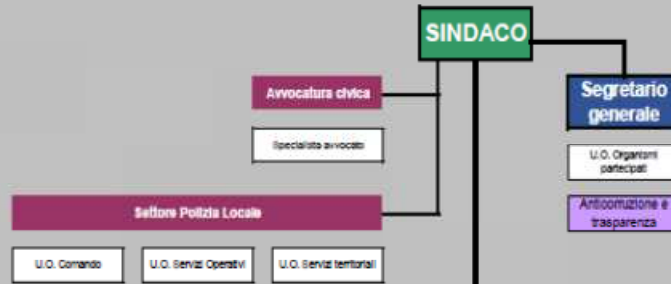 SINDACO
Avvocatura civica
Segretario
generale
Specialista avvocato
U.O. Organismi
partecipati
Settore Polizia Locale
Anticorruzione e
trasparenza
U.O. Comando
U.O. Servizi Operativi
U.O. Servizi territoriali